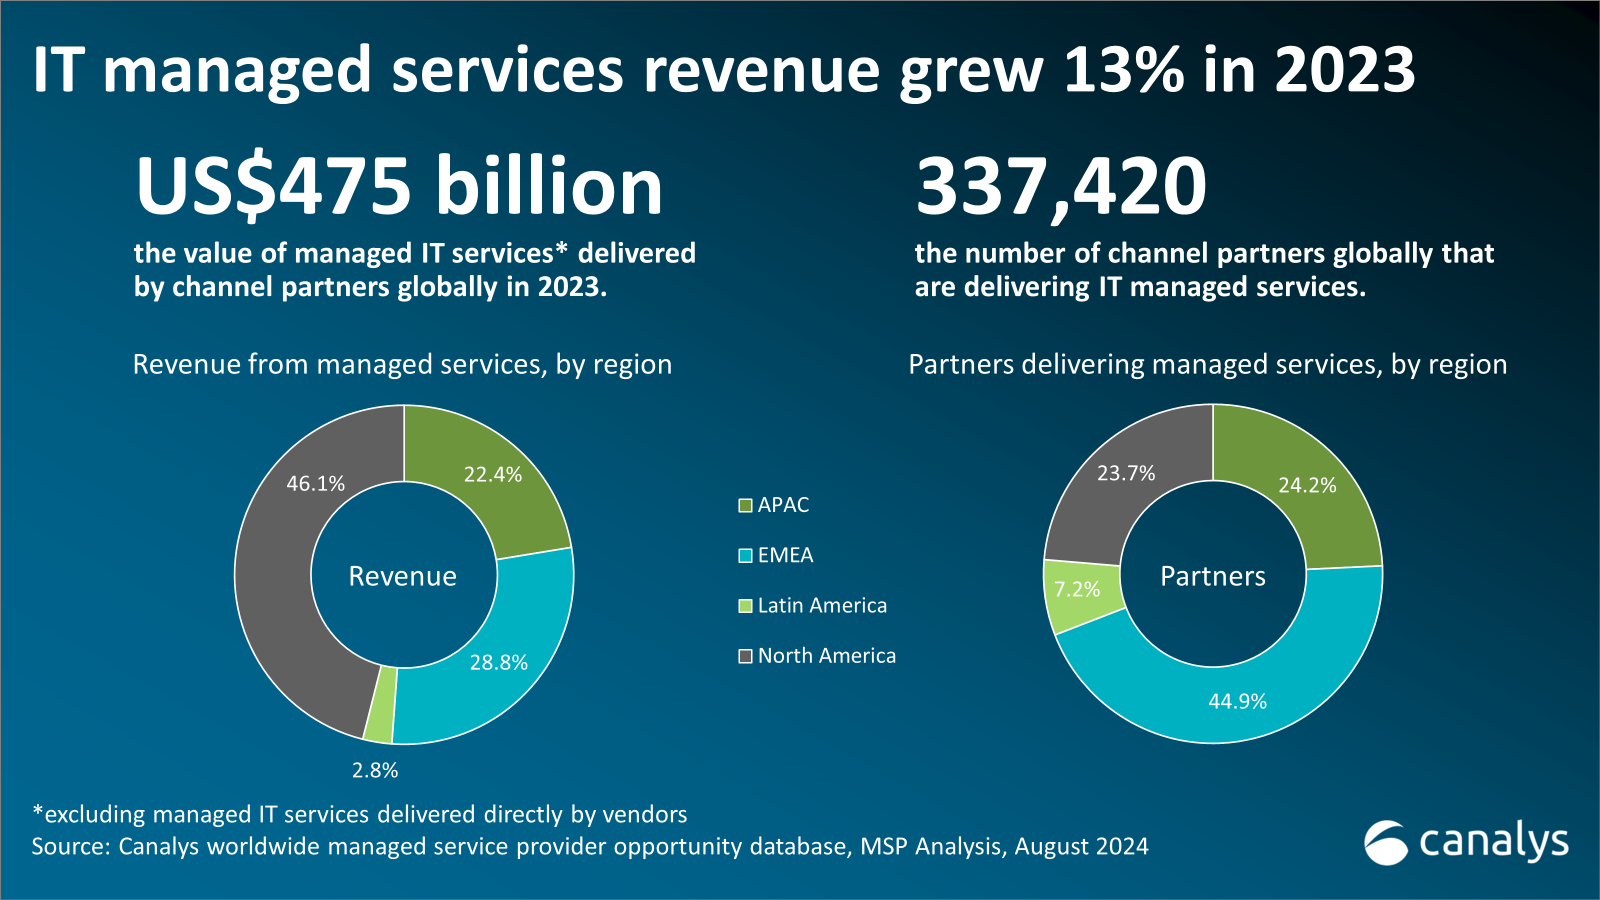 IT managed services revenue grew 13% in 2023
US$475 billion
the value of managed IT services* delivered
by channel partners globally in 2023.
337,420
the number of channel partners globally that
are delivering IT managed services.
Revenue from managed services, by region
46.1%
22.4%
Revenue
28.8%
2.8%
APAC
EMEA
Latin America
North America
Partners delivering managed services, by region
23.7%
24.2%
7.2%
Partners
44.9%
*excluding managed IT services delivered directly by vendors
Source: Canalys worldwide managed service provider opportunity database, MSP Analysis, August 2024
canalys